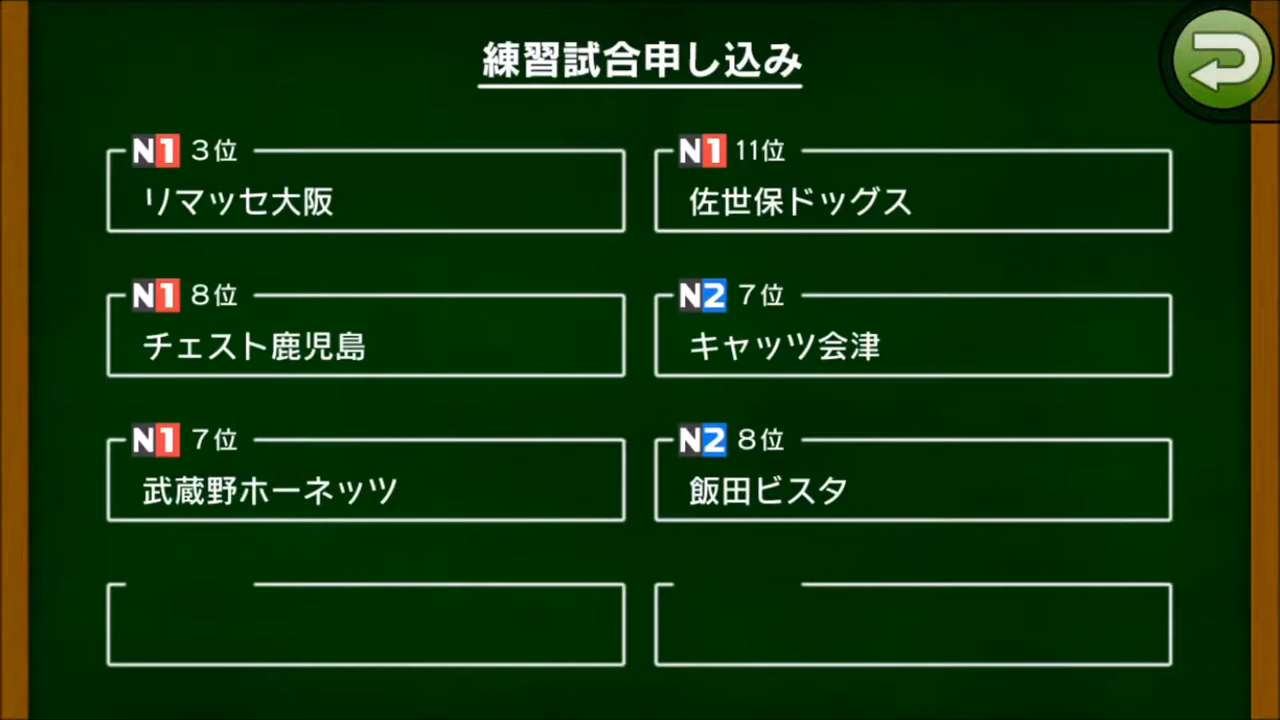 練習試合申し込み
N1 3位
リマッセ大阪
N1 11位
佐世保ドッグス
N1 8位
チェスト鹿児島
N2 7位
キャッツ会津
N1 7位
武蔵野ホーネッツ
N2 8位
飯田ビスタ